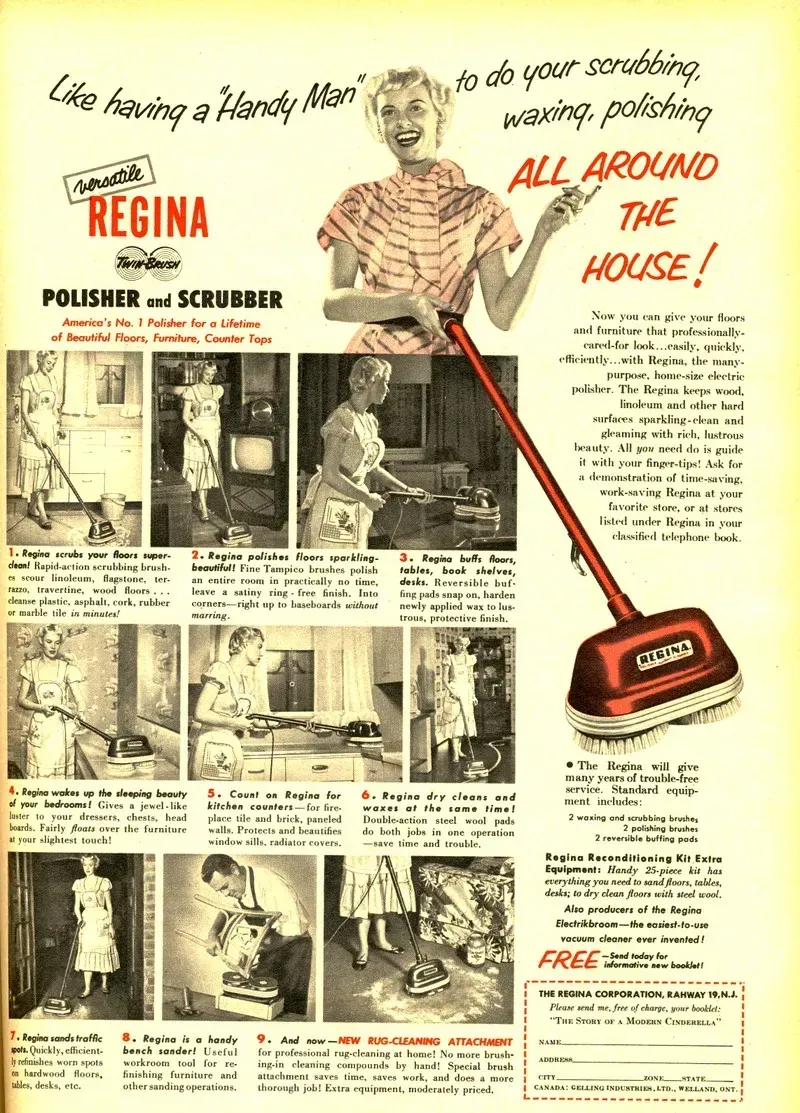 Like having a "Handy Man"
to do your scrubbing,
waxing, polishing
ALL AROUND
THE
HOUSE!
versatile
REGINA
TWIN-BRUSH
POLISHER and SCRUBBER
America's No. 1 Polisher for a Lifetime
of Beautiful Floors, Furniture, Counter Tops
Now you can give your floors
and furniture that professionally-
cared-for look...easily, quickly,
efficiently...with Regina, the many-
purpose, home-size electric
polisher. The Regina keeps wood,
linoleum and other hard
surfaces sparkling-clean and
gleaming with rich, lustrous
beauty. All you need do is guide
it with your finger-tips! Ask for
a demonstration of time-saving,
work-saving Regina at your
favorite store, or at stores
listed under Regina in your
classified telephone book.
1. Regina scrubs your floors super-
clean! Rapid-action scrubbing brush-
es scour linoleum, flagstone, ter-
razzo, travertine, wood floors . . .
cleanse plastic, asphalt, cork, rubber
or marble tile in minutes!
2. Regina polishes floors sparkling-
beautiful! Fine Tampico brushes polish
an entire room in practically no time,
leave a satiny ring-free finish. Into
corners—right up to baseboards without
marring.
3. Regina buffs floors,
tables, book shelves,
desks. Reversible buf-
fing pads snap on, harden
newly applied wax to lus-
trous, protective finish.
REGINA
4. Regina wakes up the sleeping beauty
of your bedrooms! Gives a jewel-like
luster to your dressers, chests, head
boards. Fairly floats over the furniture
at your slightest touch!
5. Count on Regina for
kitchen counters—for fire-
place tile and brick, paneled
walls. Protects and beautifies
window sills, radiator covers.
6. Regina dry cleans and
waxes at the same time!
Double-action steel wool pads
do both jobs in one operation
—save time and trouble.
• The Regina will give
many years of trouble-free
service. Standard equip-
ment includes:
2 waxing and scrubbing brushes
2 polishing brushes
2 reversible buffing pads
Regina Reconditioning Kit Extra
Equipment: Handy 25-piece kit has
everything you need to sand floors, tables,
desks; to dry clean floors with steel wool.
Also producers of the Regina
Electrikbroom—the easiest-to-use
vacuum cleaner ever invented!
FREE—Send today for
informative new booklet!
7. Regina sands traffic
spots. Quickly, efficient-
ly refinishes worn spots
on hardwood floors,
tables, desks, etc.
8. Regina is a handy
bench sander! Useful
workroom tool for re-
finishing furniture and
other sanding operations.
9. And now—NEW RUG-CLEANING ATTACHMENT
for professional rug-cleaning at home! No more brush-
ing-in cleaning compounds by hand! Special brush
attachment saves time, saves work, and does a more
thorough job! Extra equipment, moderately priced.
THE REGINA CORPORATION, RAHWAY 19, N.J.
Please send me, free of charge, your booklet:
"THE STORY OF A MODERN CINDERELLA"
NAME
ADDRESS
CITY ZONE STATE
CANADA: GELLING INDUSTRIES, LTD., WELLAND, ONT.